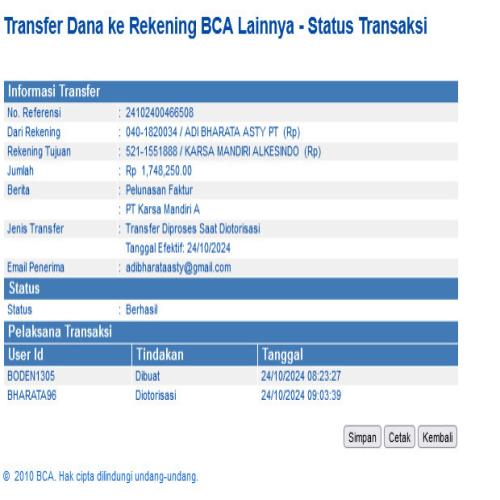 Transfer Dana ke Rekening BCA Lainnya - Status Transaksi
Informasi Transfer
No. Referensi : 24102400466508
Dari Rekening : 040-1820034 / ADI BHARATA ASTY PT (Rp)
Rekening Tujuan : 521-1551888 / KARSA MANDIRI ALKESINDO (Rp)
Jumlah : Rp 1,748,250.00
Berita : Pelunasan Faktur
: PT Karsa Mandiri A
Jenis Transfer : Transfer Diproses Saat Diotorisasi
Tanggal Efektif: 24/10/2024
Email Penerima : adibharataasty@gmail.com
Status
Status : Berhasil
Pelaksana Transaksi
User Id Tindakan Tanggal
BODEN1305 Dibuat 24/10/2024 08:23:27
BHARATA96 Diotorisasi 24/10/2024 09:03:39
Simpan Cetak Kembali
© 2010 BCA. Hak cipta dilindungi undang-undang.